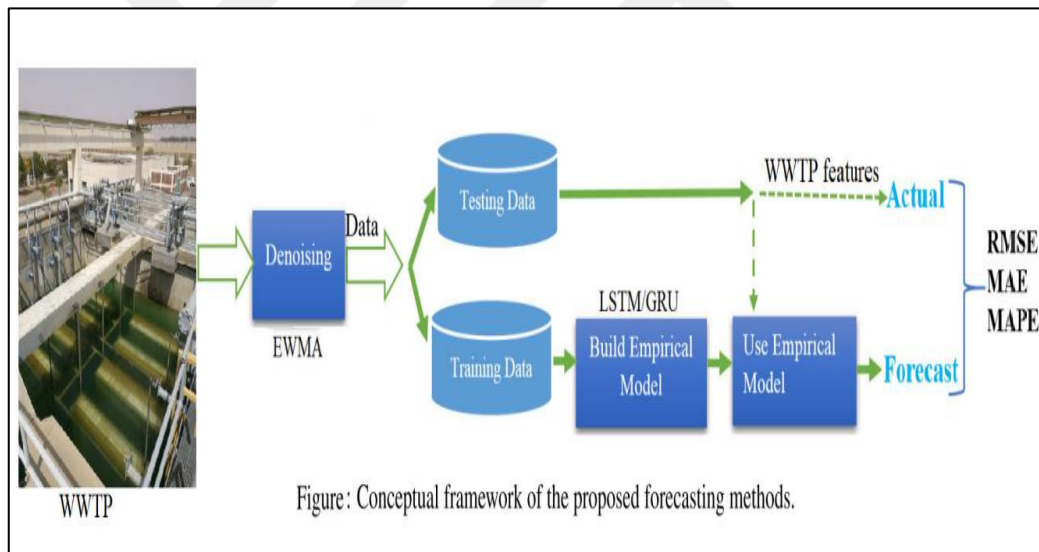 WWTP
Denoising
EWMA
Data
Testing Data
Training Data
LSTM/GRU
Build Empirical
Model
Use Empirical
Model
WWTP features
Actual
Forecast
RMSE
MAE
MAPE
Figure: Conceptual framework of the proposed forecasting methods.